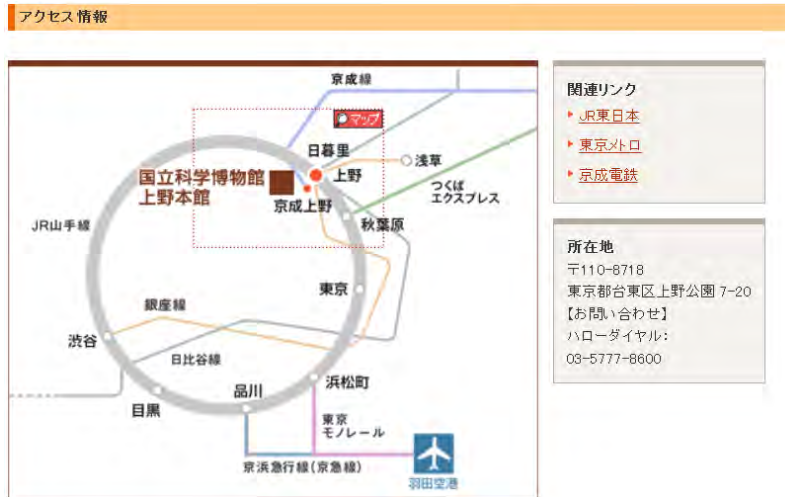 アクセス情報
京成線
マップ
日暮里
浅草
国立科学博物館
上野本館
上野
京成上野
つくば
エクスプレス
JR山手線
秋葉原
東京
銀座線
渋谷
日比谷線
目黒
品川
浜松町
東京
モノレール
京浜急行線(京急線)
羽田空港
関連リンク
JR東日本
東京メトロ
京成電鉄
所在地
〒110-8718
東京都台東区上野公園 7-20
【お問い合わせ】
ハローダイヤル:
03-5777-8600